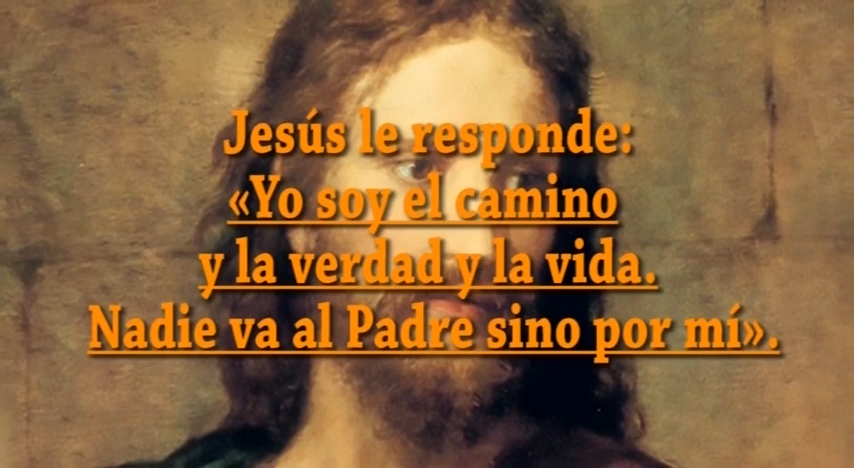 Jesús le responde:
«Yo soy el camino
y la verdad y la vida.
Nadie va al Padre sino por mí».